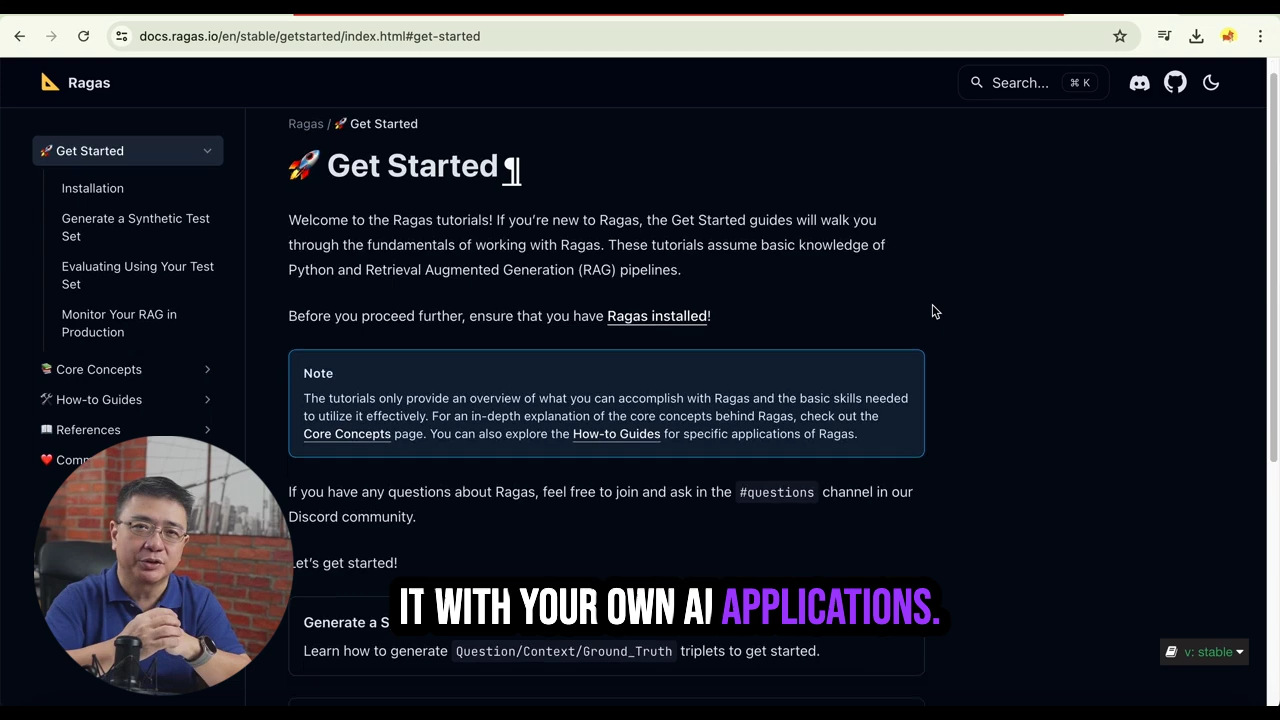 docs.ragas.io/en/stable/getstarted/index.html#get-started
Ragas
Search... ⌘ K
Get Started
Installation
Generate a Synthetic Test
Set
Evaluating Using Your Test
Set
Monitor Your RAG in
Production
Core Concepts
How-to Guides
References
Ragas / 🚀 Get Started
🚀 Get Started¶
Welcome to the Ragas tutorials! If you’re new to Ragas, the Get Started guides will walk you
through the fundamentals of working with Ragas. These tutorials assume basic knowledge of
Python and Retrieval Augmented Generation (RAG) pipelines.
Before you proceed further, ensure that you have Ragas installed!
Note
The tutorials only provide an overview of what you can accomplish with Ragas and the basic skills needed
to utilize it effectively. For an in-depth explanation of the core concepts behind Ragas, check out the
Core Concepts page. You can also explore the How-to Guides for specific applications of Ragas.
If you have any questions about Ragas, feel free to join and ask in the #questions channel in our
Discord community.
Let’s get started!
IT WITH YOUR OWN AI APPLICATIONS.
Generate a S
Learn how to generate Question/Context/Ground_Truth triplets to get started.
v: stable